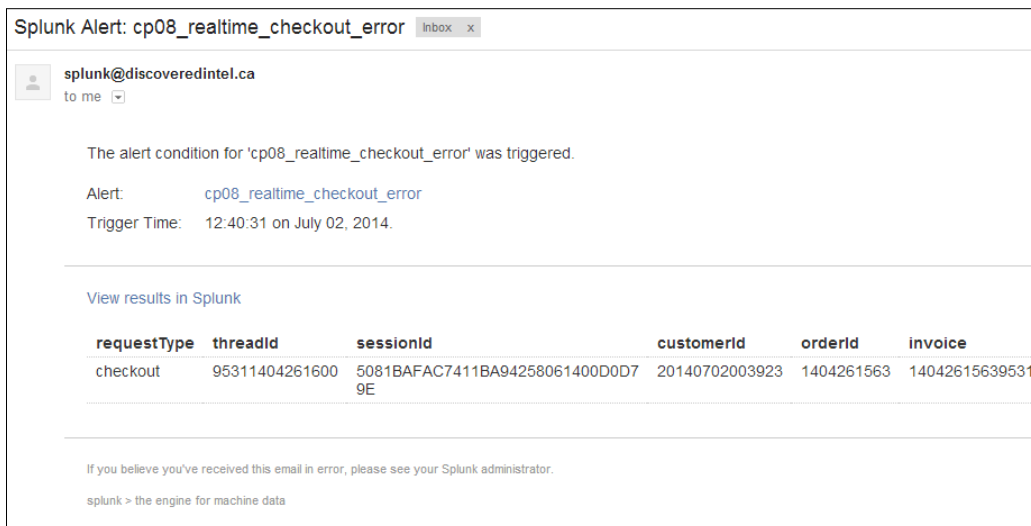 Splunk Alert: cp08_realtime_checkout_error Inbox x
splunk@discoveredintel.ca
to me
The alert condition for 'cp08_realtime_checkout_error' was triggered.
Alert: cp08_realtime_checkout_error
Trigger Time: 12:40:31 on July 02, 2014.
View results in Splunk
requestType threadId sessionId customerId orderId invoice
checkout 95311404261600 5081BAFAC7411BA94258061400D0D7 20140702003923 1404261563 14042615639531
9E
If you believe you've received this email in error, please see your Splunk administrator.
splunk > the engine for machine data